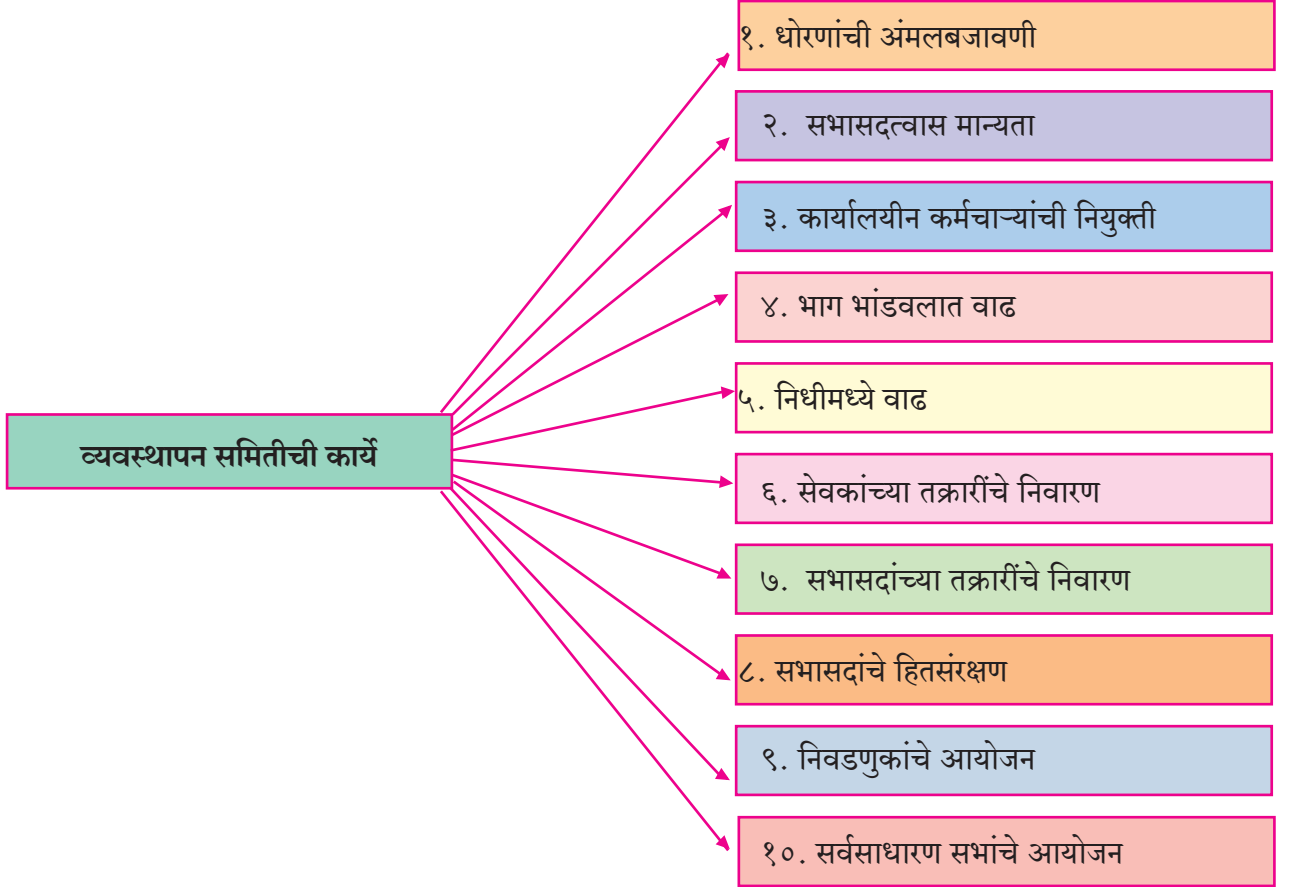 व्यवस्थापन समितीची कार्ये
१. धोरणांची अंमलबजावणी
२. सभासदत्वास मान्यता
३. कार्यालयीन कर्मचाऱ्यांची नियुक्ती
४. भाग भांडवलात वाढ
५. निधीमध्ये वाढ
६. सेवकांच्या तक्रारींचे निवारण
७. सभासदांच्या तक्रारींचे निवारण
८. सभासदांचे हितसंरक्षण
९. निवडणुकांचे आयोजन
१०. सर्वसाधारण सभांचे आयोजन